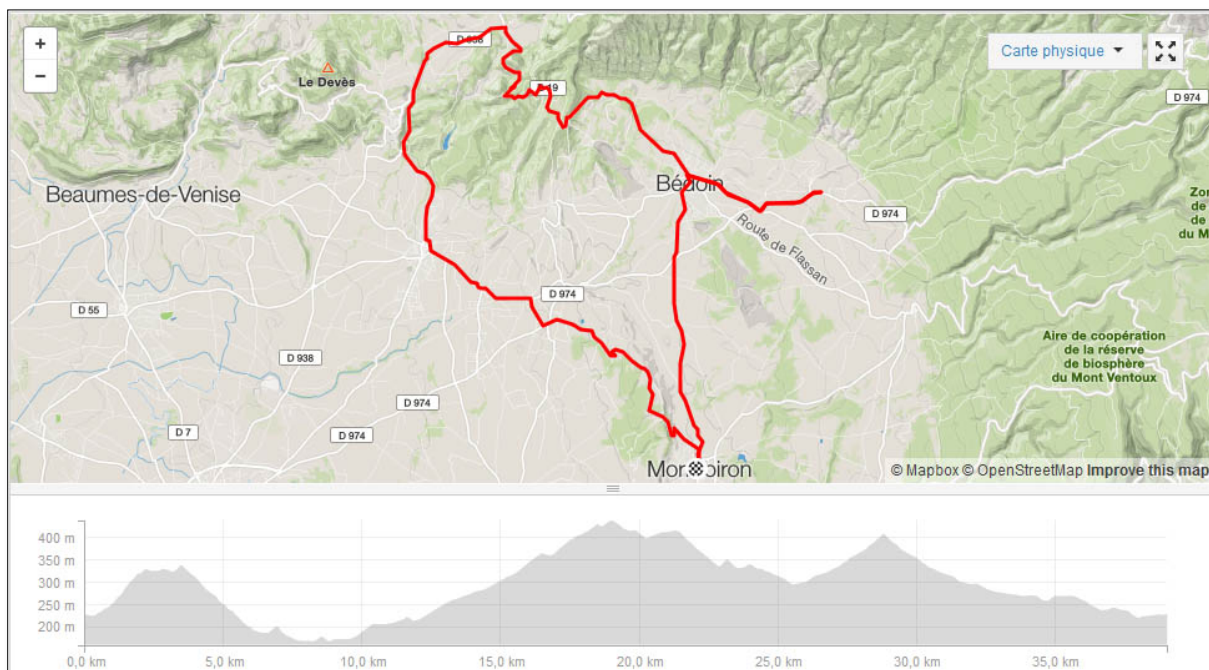 +
−
Carte physique
D 938
Le Devès
D 19
D 974
Beaumes-de-Venise
Bédoin
D 974
Route de Flassan
D 974
D 55
D 938
Aire de coopération
de la réserve
de biosphère
du Mont Ventoux
D 974
D 7
D 974
© Mapbox © OpenStreetMap Improve this map
400 m
350 m
300 m
250 m
200 m
0,0 km 5,0 km 10,0 km 15,0 km 20,0 km 25,0 km 30,0 km 35,0 km